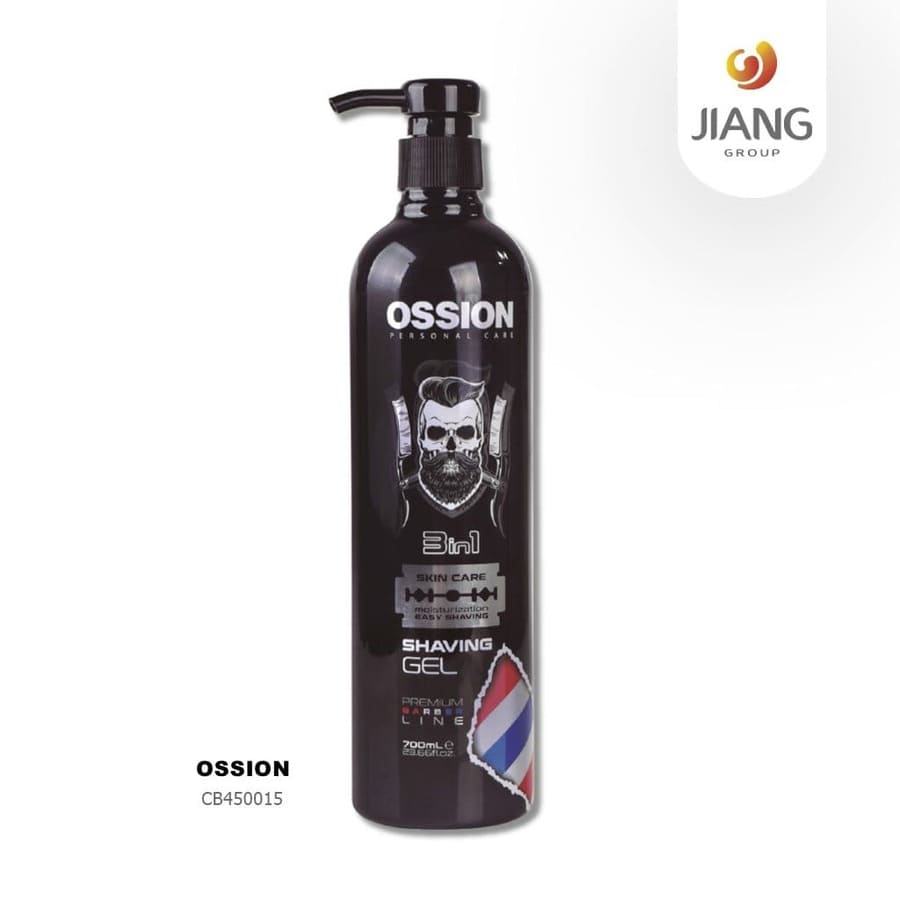 JIANG
GROUP
OSSION
PERSONAL CARE
3in1
SKIN CARE
moisturization
EASY SHAVING
SHAVING
GEL
PREMIUM
BARBER
LINE
700mL e
23.66fl.oz.
OSSION
CB450015